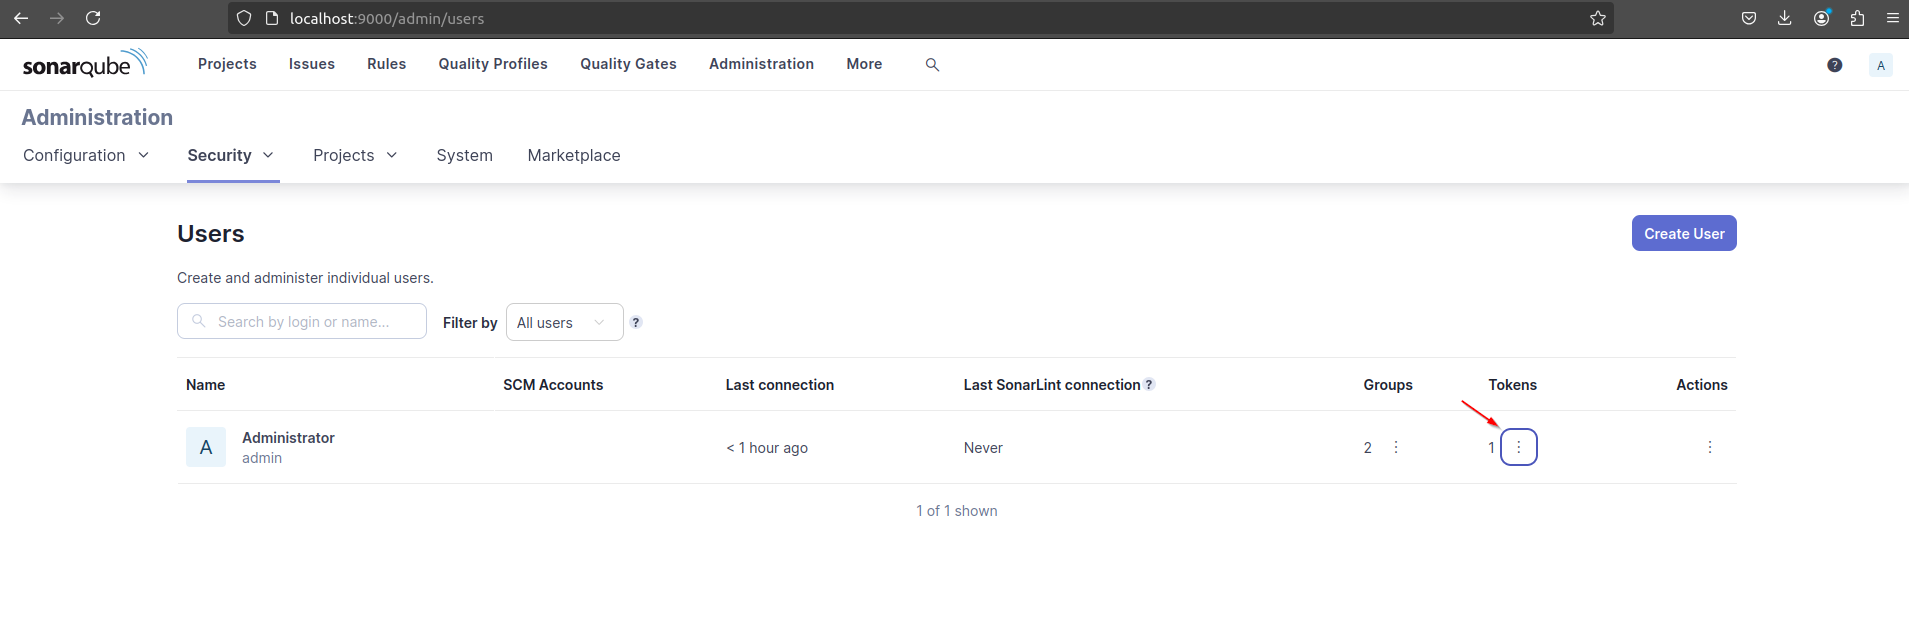 localhost:9000/admin/users
sonarqube Projects Issues Rules Quality Profiles Quality Gates Administration More ? A
Administration
Configuration Security Projects System Marketplace
Users Create User
Create and administer individual users.
Search by login or name... Filter by All users ?
Name SCM Accounts Last connection Last SonarLint connection ? Groups Tokens Actions
A Administrator < 1 hour ago Never 2 1
admin
1 of 1 shown